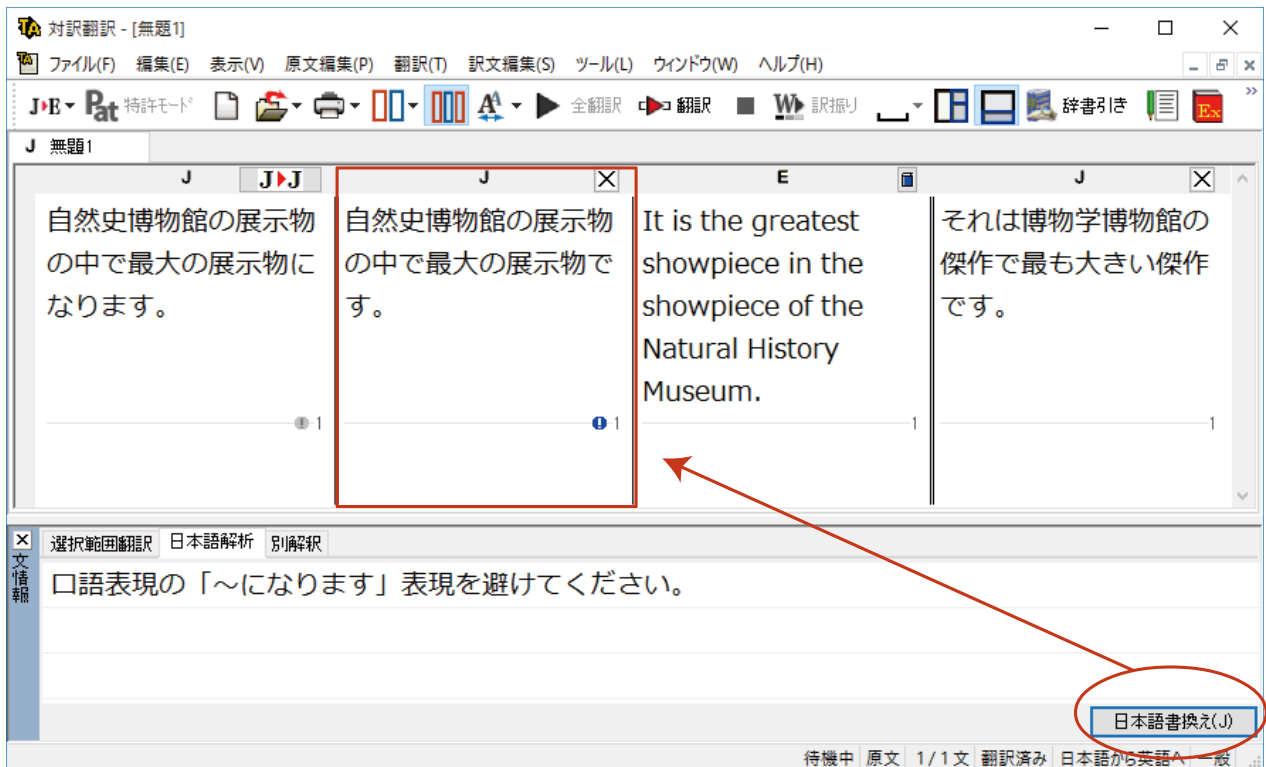 対訳翻訳 - [無題1]
ファイル(F) 編集(E) 表示(V) 原文編集(P) 翻訳(T) 訳文編集(S) ツール(L) ウィンドウ(W) ヘルプ(H)
J▶E Pat 特許モード 全翻訳 翻訳 W 訳振り 辞書引き Ex »
J 無題1
J J▶J
自然史博物館の展示物
の中で最大の展示物に
なります。
1
J
自然史博物館の展示物
の中で最大の展示物で
す。
1
E
It is the greatest
showpiece in the
showpiece of the
Natural History
Museum.
1
J
それは博物学博物館の
傑作で最も大きい傑作
です。
1
文情報
選択範囲翻訳 日本語解析 別解釈
口語表現の「～になります」表現を避けてください。
日本語書換え(J)
待機中 原文 1/1文 翻訳済み 日本語から英語へ 一般